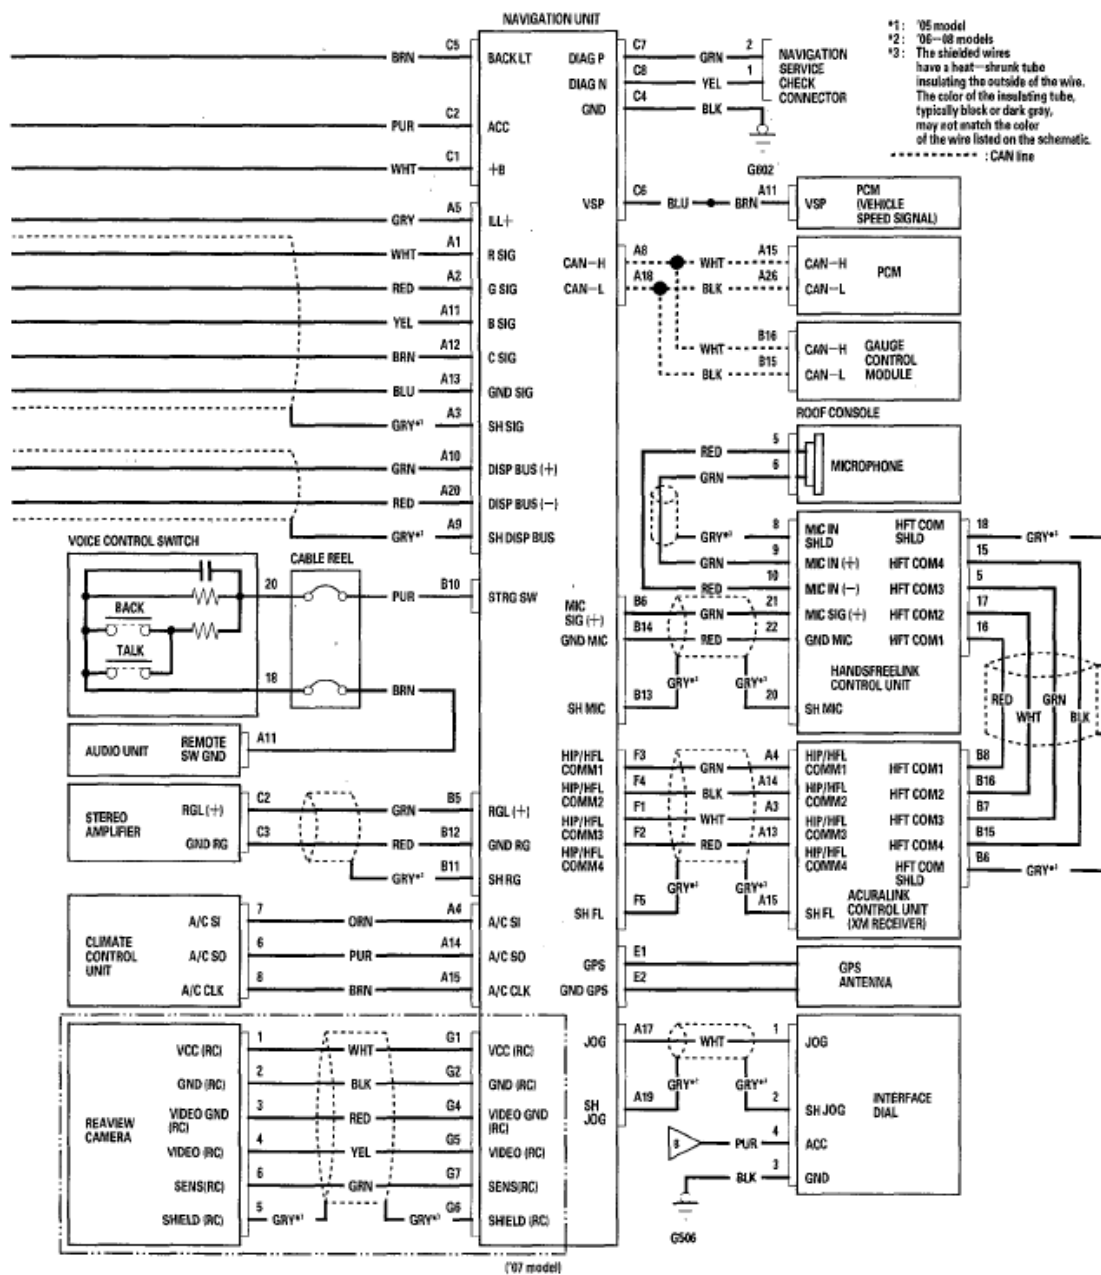 NAVIGATION UNIT
*1 : '05 model
*2 : '06—08 models
*3 : The shielded wires
have a heat—shrunk tube
insulating the outside of the wire.
The color of the insulating tube,
typically black or dark gray,
may not match the color
of the wire listed on the schematic.
: CAN line
BRN C5 BACK LT
PUR C2 ACC
WHT C1 +B
GRY A5 ILL+
WHT A1 R SIG
RED A2 G SIG
YEL A11 B SIG
BRN A12 C SIG
BLU A13 GND SIG
GRY*3 A3 SH SIG
GRN A10 DISP BUS (+)
RED A20 DISP BUS (—)
GRY*3 A9 SH DISP BUS
DIAG P C7 GRN 2
DIAG N C8 YEL 1
GND C4 BLK
NAVIGATION
SERVICE
CHECK
CONNECTOR
G602
VSP C6 BLU BRN A11 VSP
PCM
(VEHICLE
SPEED SIGNAL)
CAN—H A8 WHT A15 CAN—H
CAN—L A18 BLK A26 CAN—L
PCM
WHT B16 CAN—H
BLK B15 CAN—L
GAUGE
CONTROL
MODULE
ROOF CONSOLE
RED 5
GRN 6
MICROPHONE
GRY*3 8 MIC IN
SHLD
GRN 9 MIC IN (+)
RED 10 MIC IN (—)
MIC
SIG (+) B6 GRN 21 MIC SIG (+)
GND MIC B14 RED 22 GND MIC
SH MIC B13 GRY*3 GRY*3 20 SH MIC
HFT COM
SHLD 18 GRY*3
HFT COM4 15
HFT COM3 5
HFT COM2 17
HFT COM1 16
HANDSFREELINK
CONTROL UNIT
RED
WHT
GRN
BLK
VOICE CONTROL SWITCH
BACK
TALK
CABLE REEL
20 PUR B10 STRG SW
18 BRN
AUDIO UNIT
REMOTE
SW GND A11
STEREO
AMPLIFIER
RGL (+) C2 GRN B5 RGL (+)
GND RG C3 RED B12 GND RG
GRY*3 B11 SH RG
HIP/HFL
COMM1 F3 GRN A4 HIP/HFL
COMM1
HIP/HFL
COMM2 F4 BLK A14 HIP/HFL
COMM2
HIP/HFL
COMM3 F1 WHT A3 HIP/HFL
COMM3
HIP/HFL
COMM4 F2 RED A13 HIP/HFL
COMM4
SH FL F5 GRY*3 GRY*3 A15 SH FL
HFT COM1 B8
HFT COM2 B16
HFT COM3 B7
HFT COM4 B15
HFT COM
SHLD B6 GRY*3
ACURALINK
CONTROL UNIT
(XM RECEIVER)
CLIMATE
CONTROL
UNIT
A/C SI 7 ORN A4 A/C SI
A/C SO 6 PUR A14 A/C SO
A/C CLK 8 BRN A15 A/C CLK
GPS E1
GND GPS E2
GPS
ANTENNA
REAVIEW
CAMERA
VCC (RC) 1 WHT G1 VCC (RC)
GND (RC) 2 BLK G2 GND (RC)
VIDEO GND
(RC) 3 RED G4 VIDEO GND
(RC)
VIDEO (RC) 4 YEL G5 VIDEO (RC)
SENS(RC) 6 GRN G7 SENS(RC)
SHIELD (RC) 5 GRY*3 GRY*3 G6 SHIELD (RC)
('07 model)
JOG A17 WHT 1 JOG
SH
JOG A19 GRY*3 GRY*3 2 SH JOG
B PUR 4 ACC
BLK 3 GND
INTERFACE
DIAL
G506